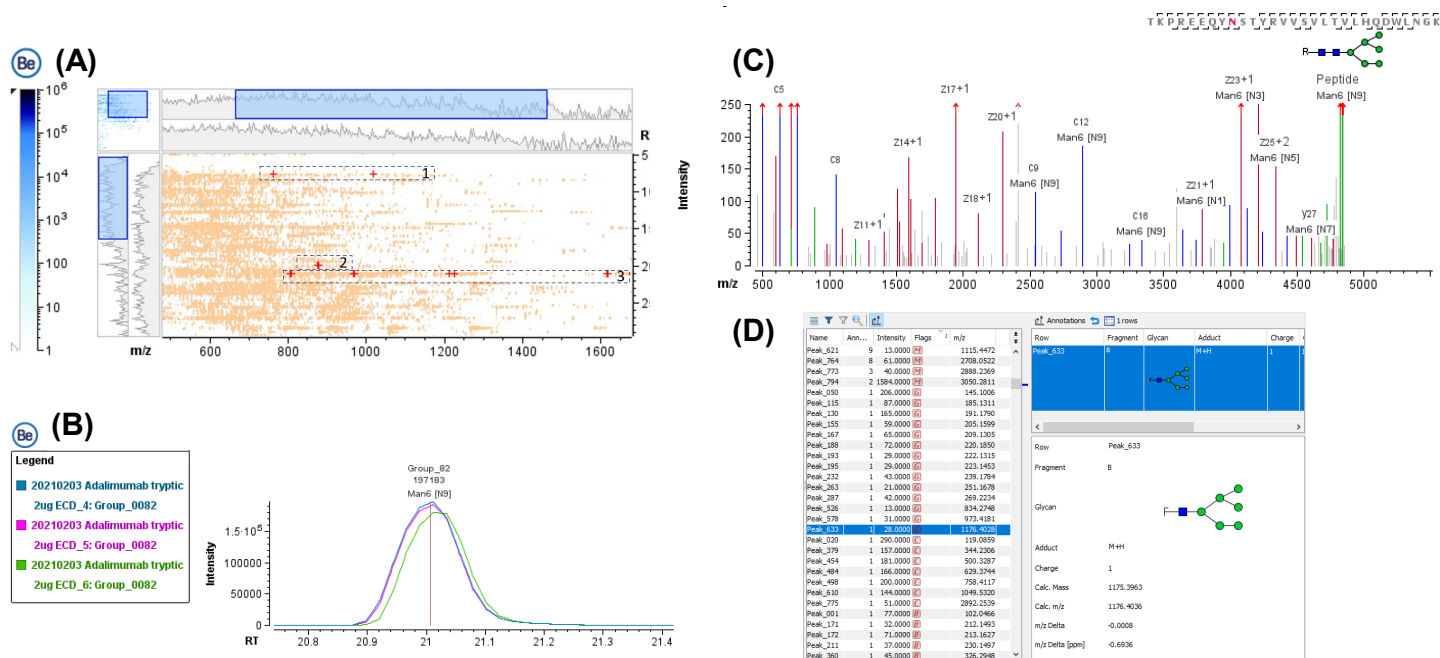 TKPREEQYNSTYRVVSVLTVLHQDWLNGK
R
Be (A)
10⁶
10⁵
10⁴
10³
10²
10
1
R
5
1
2
3
m/z 600 800 1000 1200 1400 1600
(C)
Intensity
250
200
150
100
50
0
C5
Z17+1
Z23+1
Man6 [N3]
Peptide
Man6 [N9]
Z20+1
C12
Man6 [N9]
Z14+1
C8
C9
Man6 [N9]
Z25+2
Man6 [N5]
Z18+1
Z11+1
C16
Man6 [N9]
Z21+1
Man6 [N1]
y27
Man6 [N7]
m/z 500 1000 1500 2000 2500 3000 3500 4000 4500 5000
Be (B)
Legend
20210203 Adalimumab tryptic
2ug ECD_4: Group_0082
20210203 Adalimumab tryptic
2ug ECD_5: Group_0082
20210203 Adalimumab tryptic
2ug ECD_6: Group_0082
Group_82
197183
Man6 [N9]
Intensity
1.5·10⁵
100000
50000
0
RT 20.8 20.9 21 21.1 21.2 21.3 21.4
(D)
Name Ann... Intensity Flags 1 m/z
Peak_621 9 13.0000 M 1115.4472
Peak_764 8 61.0000 M 2708.0522
Peak_773 3 40.0000 M 2888.2369
Peak_794 2 1584.0000 M 3050.2811
Peak_050 1 206.0000 G 145.1006
Peak_115 1 87.0000 G 185.1311
Peak_130 1 165.0000 G 191.1790
Peak_155 1 59.0000 G 205.1599
Peak_167 1 65.0000 G 209.1305
Peak_188 1 72.0000 G 220.1850
Peak_193 1 29.0000 G 222.1315
Peak_195 1 29.0000 G 223.1453
Peak_232 1 43.0000 G 239.1784
Peak_263 1 21.0000 G 251.1678
Peak_287 1 42.0000 G 269.2234
Peak_526 1 13.0000 G 834.2748
Peak_578 1 31.0000 G 973.4181
Peak_633 1 28.0000 1176.4028
Peak_020 1 290.0000 C 119.0859
Peak_379 1 157.0000 C 344.2306
Peak_454 1 181.0000 C 500.3287
Peak_484 1 166.0000 C 629.3744
Peak_498 1 200.0000 C 758.4117
Peak_610 1 144.0000 C 1049.5320
Peak_775 1 51.0000 C 2892.2539
Peak_001 1 77.0000 B 102.0466
Peak_171 1 32.0000 B 212.1493
Peak_172 1 71.0000 B 213.1627
Peak_211 1 37.0000 B 230.1497
Peak_360 1 45.0000 B 326.2948
Annotations 1 rows
Row Fragment Glycan Adduct Charge
Peak_633 B M+H 1
Row Peak_633
Fragment B
Glycan
Adduct M+H
Charge 1
Calc. Mass 1175.3963
Calc. m/z 1176.4036
m/z Delta -0.0008
m/z Delta [ppm] -0.6936